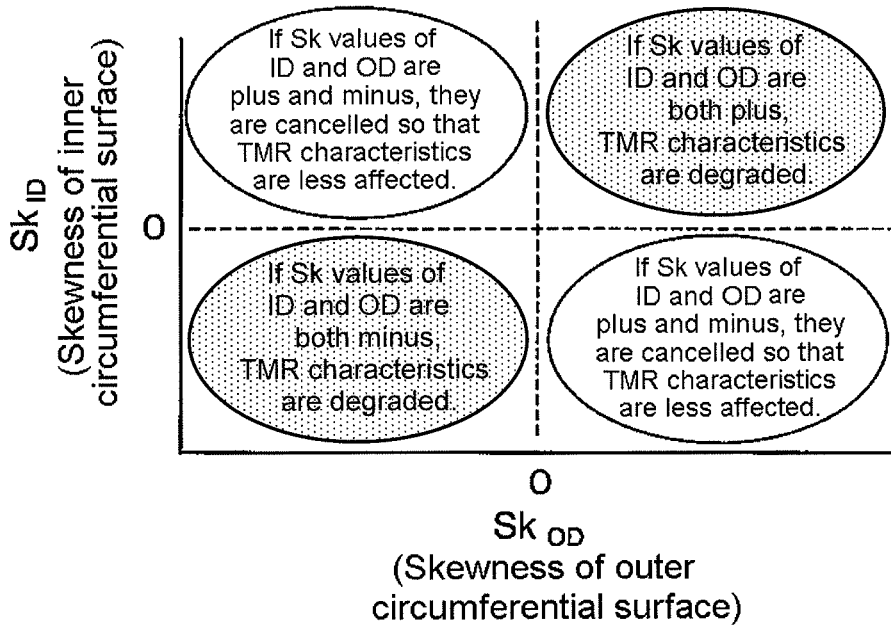 If Sk values of
ID and OD are
plus and minus, they
are cancelled so that
TMR characteristics
are less affected.
If Sk values of
ID and OD are
both plus,
TMR characteristics
are degraded.
SkID
(Skewness of inner
circumferential surface)
0
If Sk values of
ID and OD are
both minus,
TMR characteristics
are degraded.
If Sk values of
ID and OD are
plus and minus, they
are cancelled so that
TMR characteristics
are less affected.
0
Sk OD
(Skewness of outer
circumferential surface)